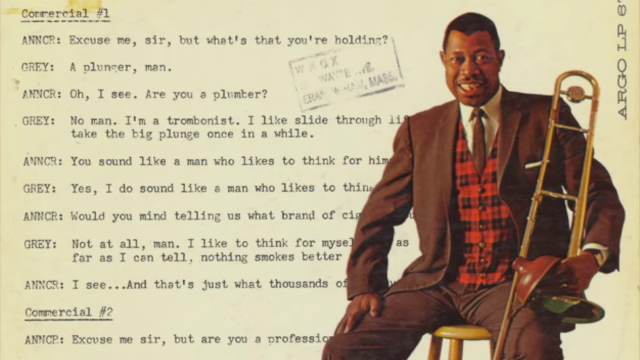 Commercial #1
ANNCR: Excuse me, sir, but what's that you're holding?
GREY: A plunger, man.
MASS.
ANNCR: Oh, I see. Are you a plumber?
GREY: No man. I'm a trombonist. I like slide through
take the big plunge once in a while.
ANNCR: You sound like a man who likes to think for
GREY: Yes, I do sound like a man who likes to
ANNCR: Would you mind telling us what brand of
GREY: Not at all, man. I like to think for as
far as I can tell, nothing smokes better
ANNCR: I see...And that's just what thousands of
Commercial #2
ANNCR: Excuse me sir, but are you a
ARGO LP